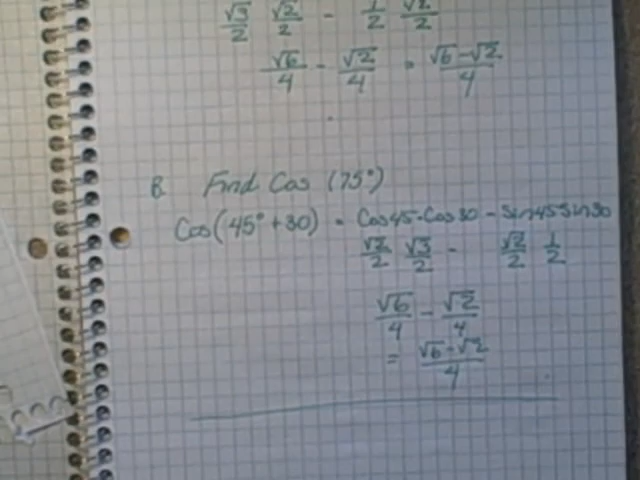 √3/2 √2/2 - 1/2 √2/2
√6/4 - √2/4 = √6-√2/4
B. Find Cos (75°)
Cos(45°+30) = Cos45·Cos30 - Sin45Sin30
√2/2 √3/2 - √2/2 1/2
√6/4 - √2/4
= √6-√2/4